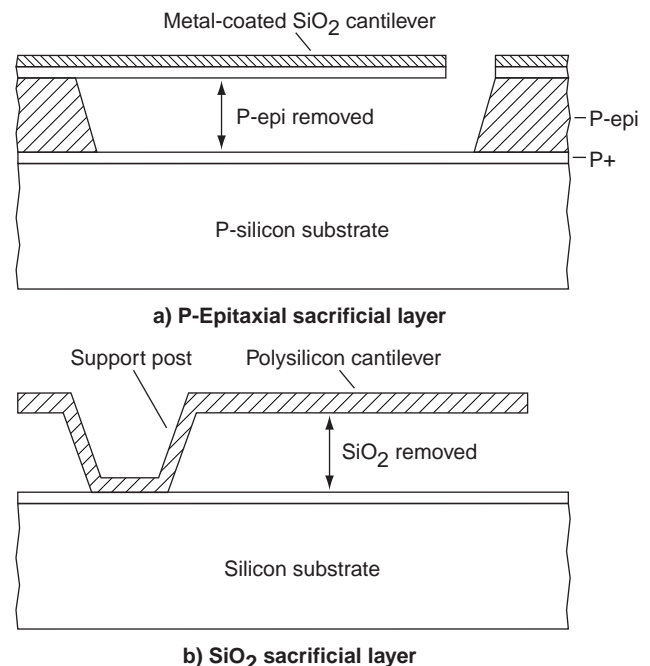 Metal-coated SiO₂ cantilever
P-epi removed
P-epi
P+
P-silicon substrate
a) P-Epitaxial sacrificial layer
Support post
Polysilicon cantilever
SiO₂ removed
Silicon substrate
b) SiO₂ sacrificial layer